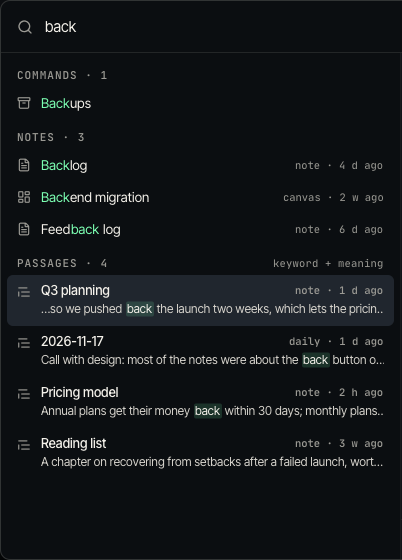 back
COMMANDS · 1
Backups
NOTES · 3
Backlog note · 4 d ago
Backend migration canvas · 2 w ago
Feedback log note · 6 d ago
PASSAGES · 4 keyword + meaning
Q3 planning note · 1 d ago
...so we pushed back the launch two weeks, which lets the pricin...
2026-11-17 daily · 1 d ago
Call with design: most of the notes were about the back button o...
Pricing model note · 2 h ago
Annual plans get their money back within 30 days; monthly plans...
Reading list note · 3 w ago
A chapter on recovering from setbacks after a failed launch, wort...